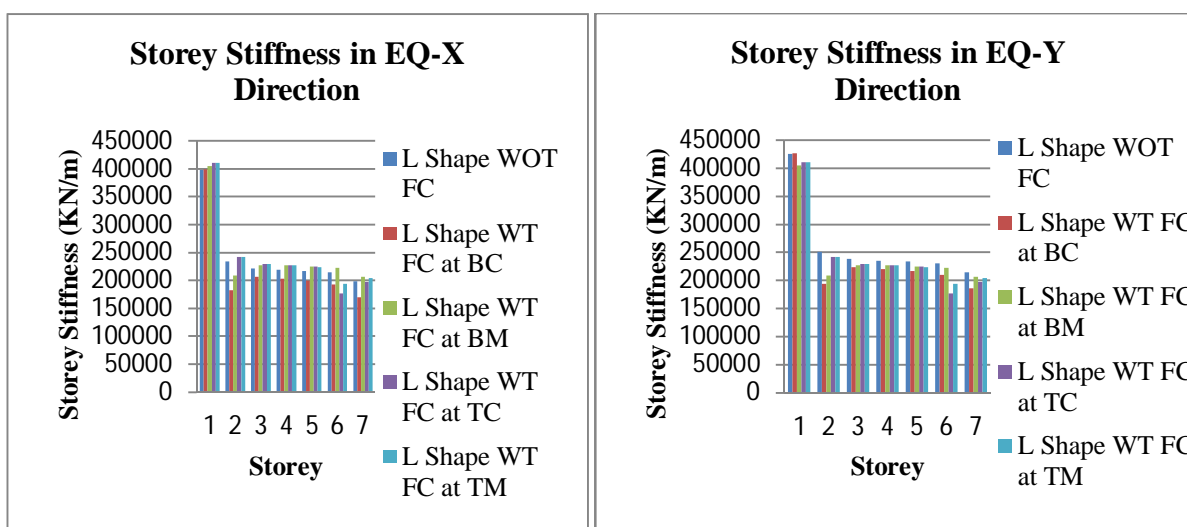 Storey Stiffness in EQ-X
Direction
Storey Stiffness (KN/m)
450000
400000
350000
300000
250000
200000
150000
100000
50000
0
1 2 3 4 5 6 7
Storey
L Shape WOT
FC
L Shape WT
FC at BC
L Shape WT
FC at BM
L Shape WT
FC at TC
L Shape WT
FC at TM
Storey Stiffness in EQ-Y
Direction
Storey Stiffness (KN/m)
450000
400000
350000
300000
250000
200000
150000
100000
50000
0
1 2 3 4 5 6 7
Storey
L Shape WOT
FC
L Shape WT FC
at BC
L Shape WT FC
at BM
L Shape WT FC
at TC
L Shape WT FC
at TM